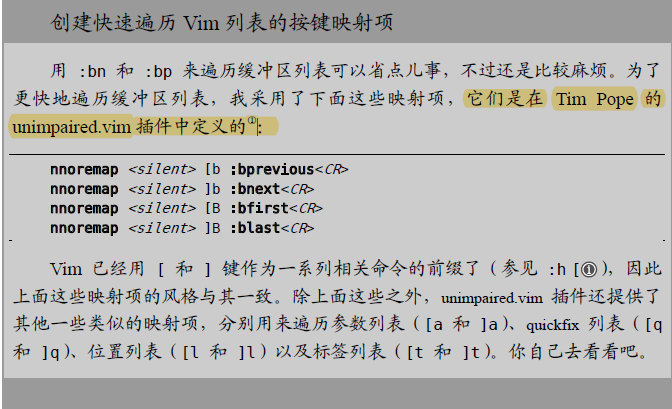 创建快速遍历 Vim 列表的按键映射项
用 :bn 和 :bp 来遍历缓冲区列表可以省点儿事，不过还是比较麻烦。为了
更快地遍历缓冲区列表，我采用了下面这些映射项，它们是在 Tim Pope 的
unimpaired.vim 插件中定义的①：
nnoremap <silent> [b :bprevious<CR>
nnoremap <silent> ]b :bnext<CR>
nnoremap <silent> [B :bfirst<CR>
nnoremap <silent> ]B :blast<CR>
Vim 已经用 [ 和 ] 键作为一系列相关命令的前缀了（参见 :h [①），因此
上面这些映射项的风格与其一致。除上面这些之外，unimpaired.vim 插件还提供了
其他一些类似的映射项，分别用来遍历参数列表（[a 和 ]a）、quickfix 列表（[q
和 ]q）、位置列表（[l 和 ]l）以及标签列表（[t 和 ]t）。你自己去看看吧。